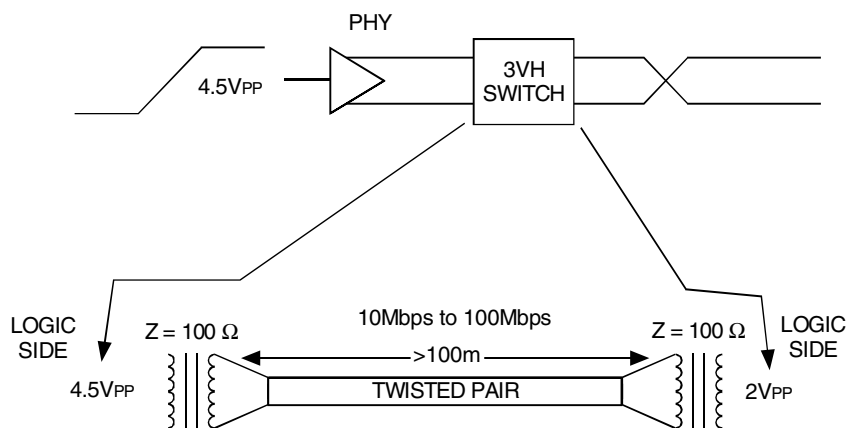 PHY
4.5VPP
3VH
SWITCH
LOGIC
SIDE
Z = 100 Ω
10Mbps to 100Mbps
Z = 100 Ω
LOGIC
SIDE
>100m
4.5VPP
TWISTED PAIR
2VPP